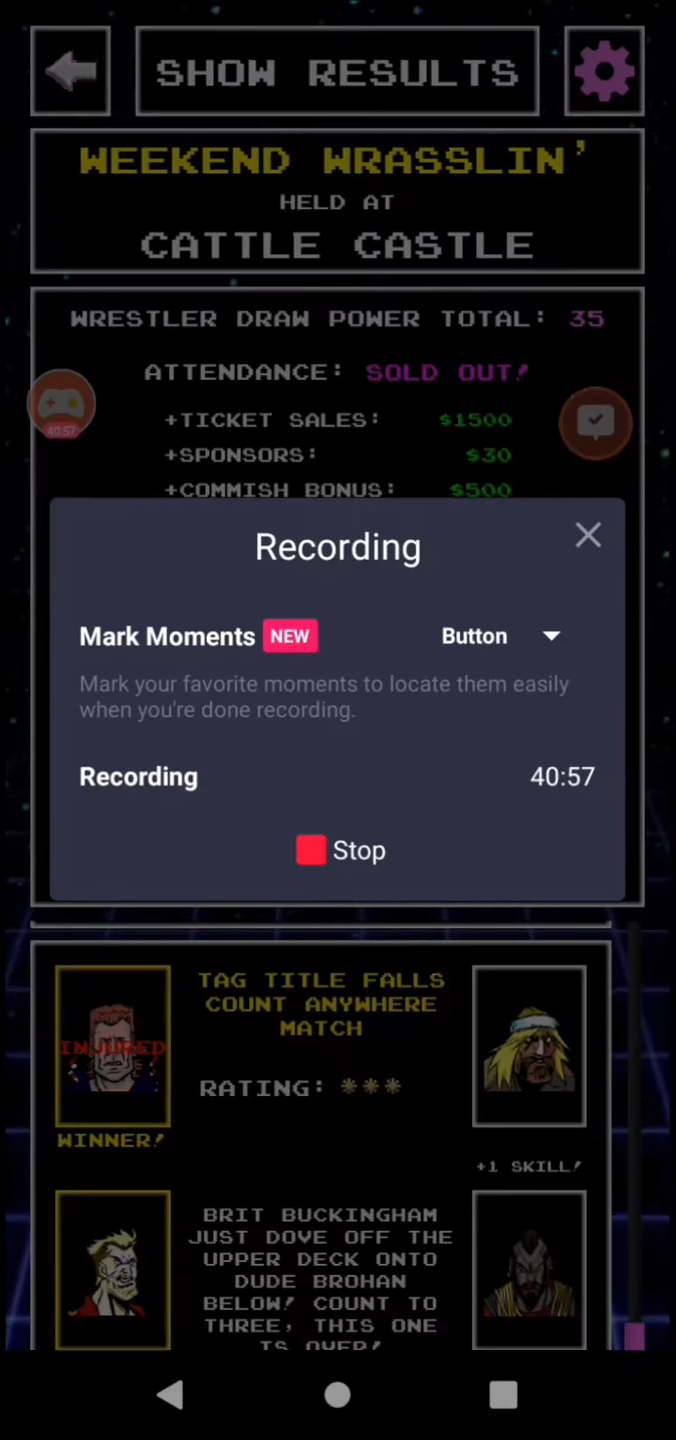 SHOW RESULTS
WEEKEND WRASSLIN'
HELD AT
CATTLE CASTLE
WRESTLER DRAW POWER TOTAL: 35
ATTENDANCE: SOLD OUT!
+TICKET SALES: $1500
40:57
+SPONSORS: $30
+COMMISH BONUS: $500
Recording
Mark Moments NEW Button
Mark your favorite moments to locate them easily
when you're done recording.
Recording 40:57
Stop
TAG TITLE FALLS
COUNT ANYWHERE
MATCH
INJURED
RATING: ***
WINNER!
+1 SKILL!
BRIT BUCKINGHAM
JUST DOVE OFF THE
UPPER DECK ONTO
DUDE BROHAN
BELOW! COUNT TO
THREE, THIS ONE
IS OVER!